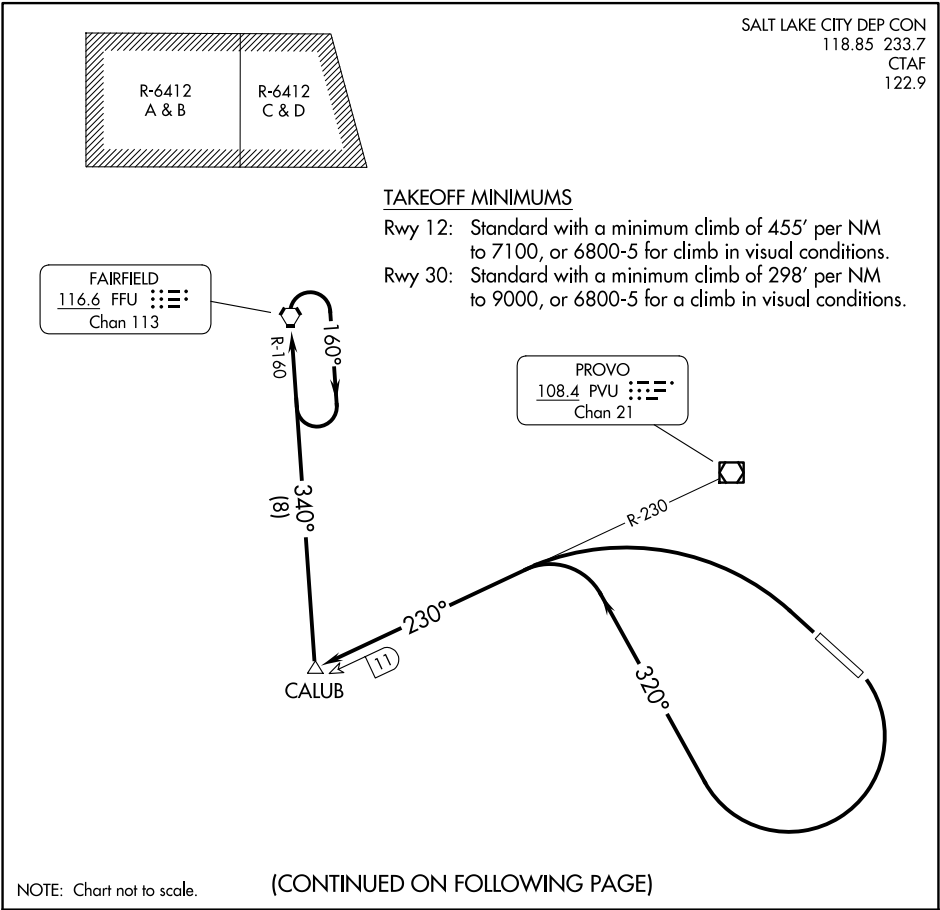 SALT LAKE CITY DEP CON
118.85 233.7
CTAF
122.9
R-6412
A & B
R-6412
C & D
TAKEOFF MINIMUMS
Rwy 12: Standard with a minimum climb of 455' per NM
to 7100, or 6800-5 for climb in visual conditions.
Rwy 30: Standard with a minimum climb of 298' per NM
to 9000, or 6800-5 for a climb in visual conditions.
FAIRFIELD
116.6 FFU
Chan 113
R-160
160°
PROVO
108.4 PVU
Chan 21
340°
(8)
R-230
230°
11
CALUB
320°
NOTE: Chart not to scale.
(CONTINUED ON FOLLOWING PAGE)